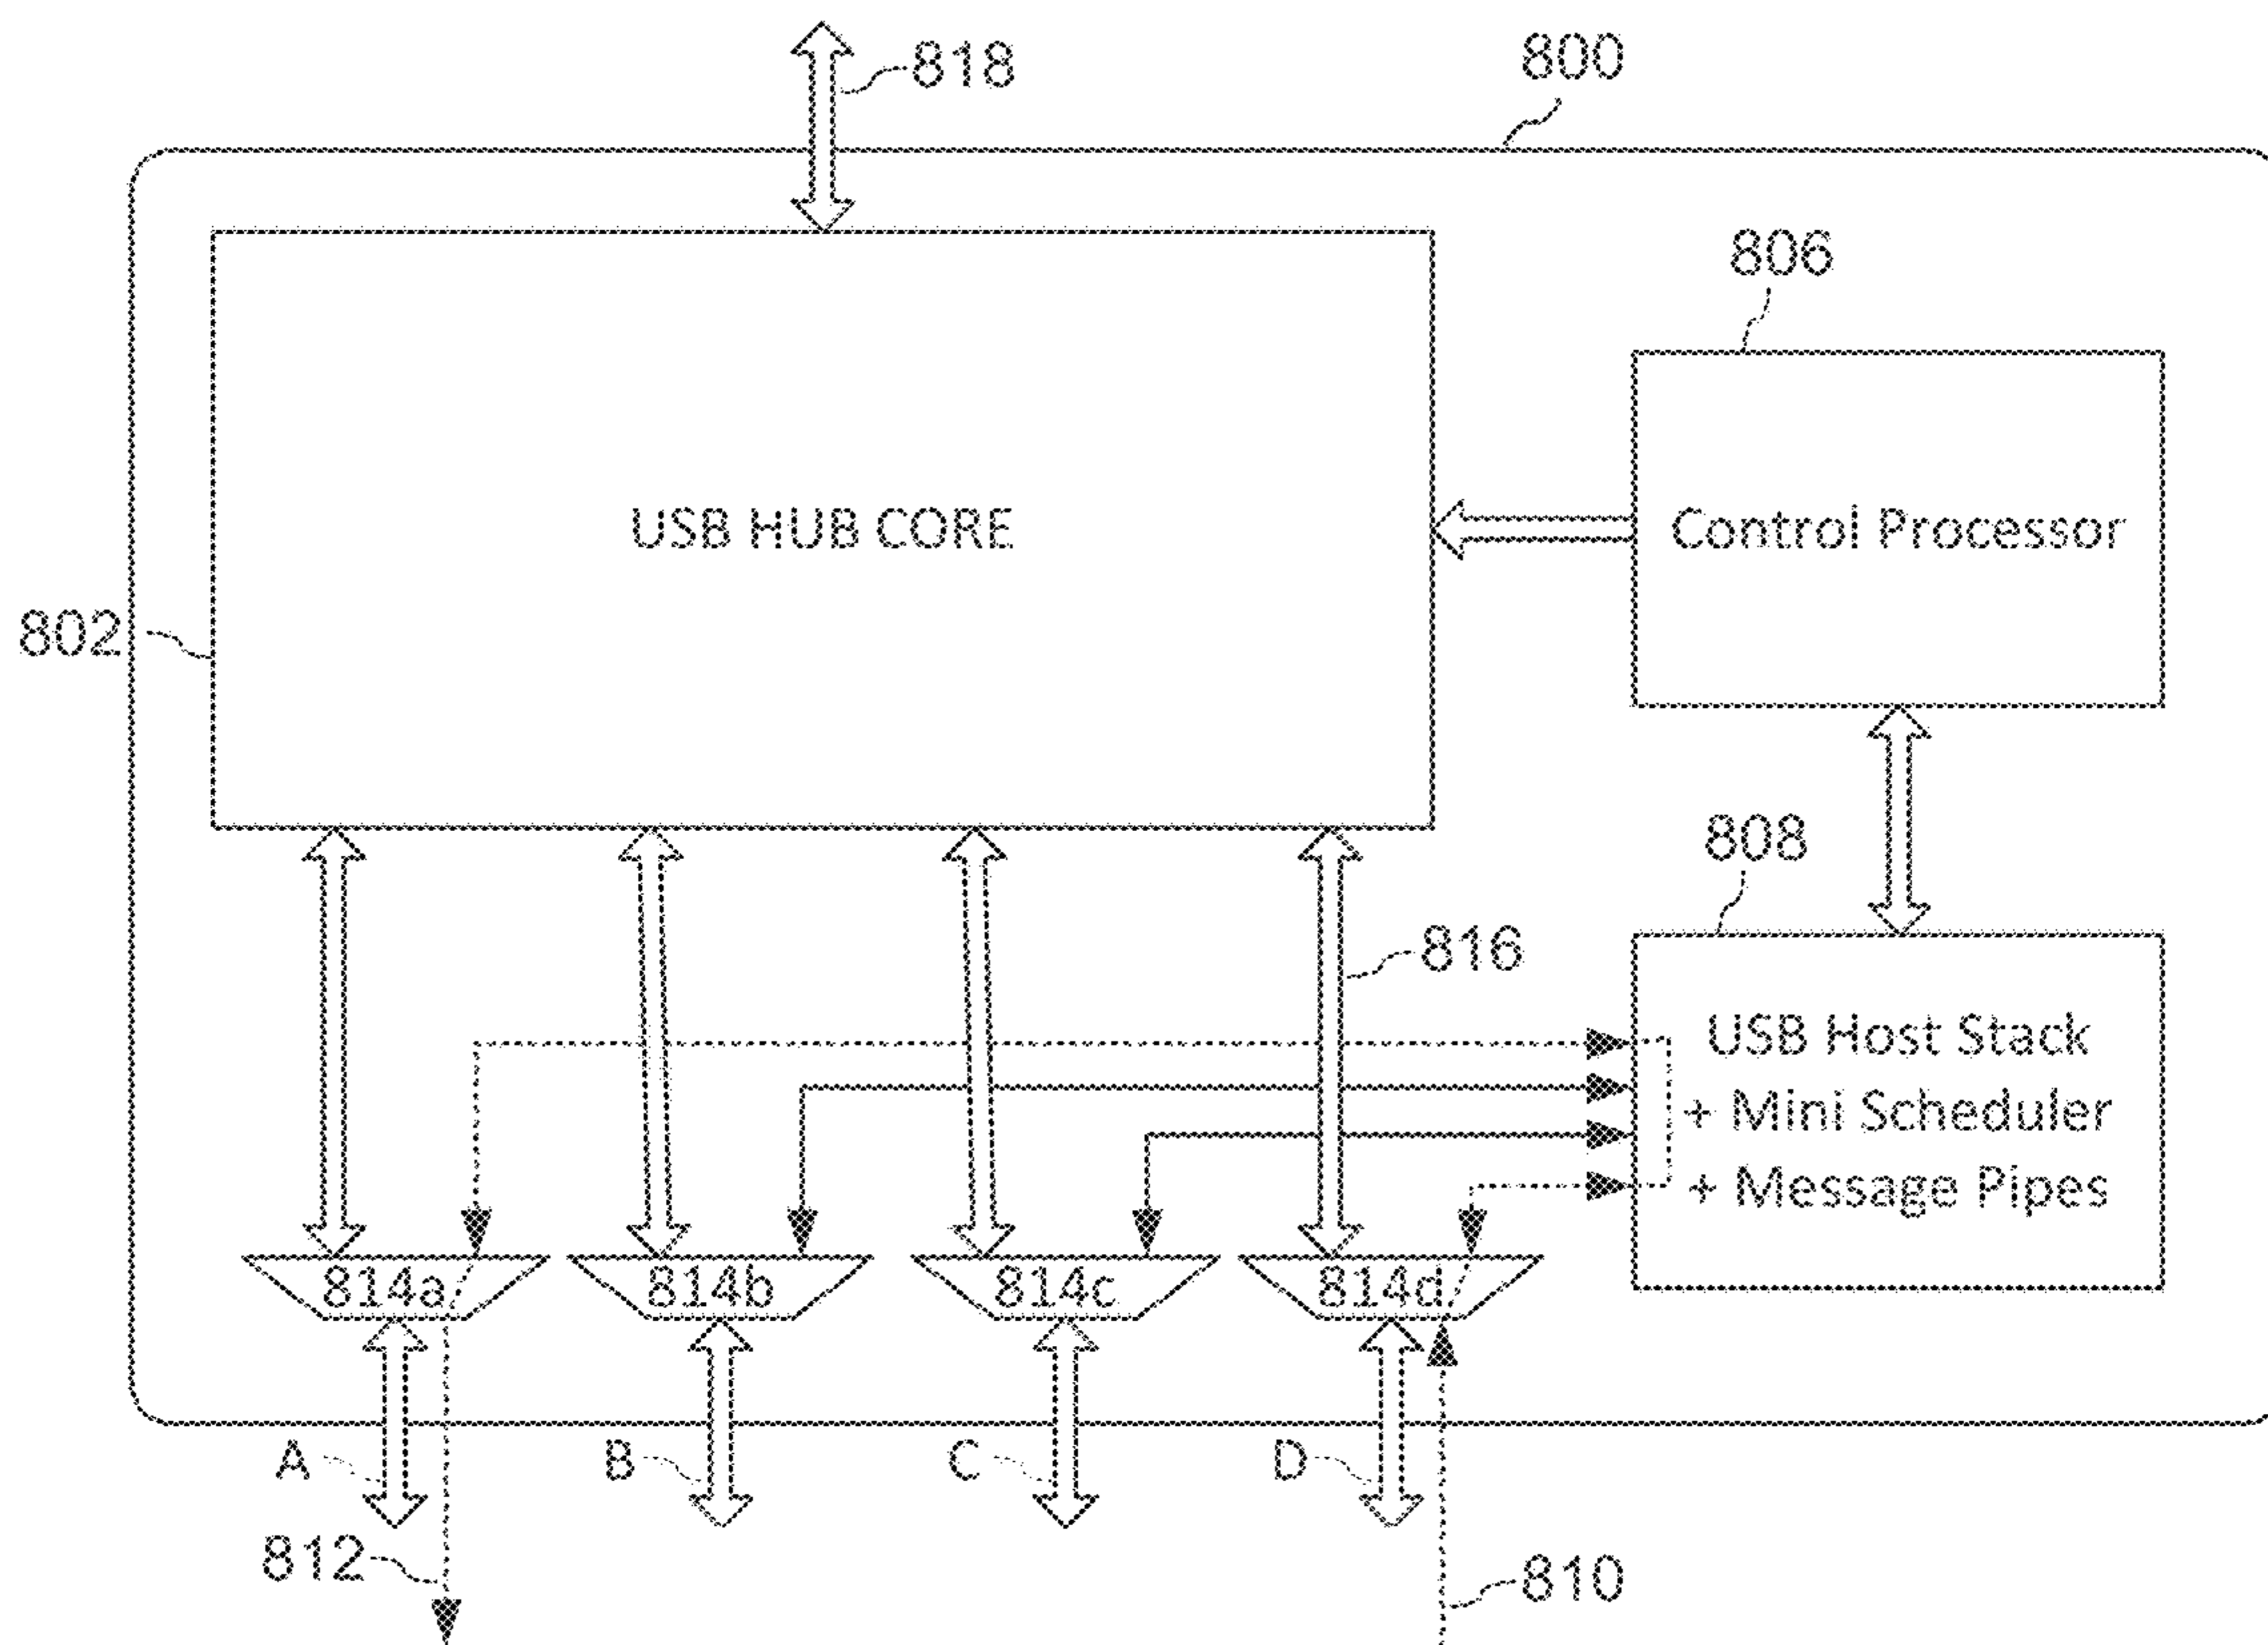 818
800
806
USB HUB CORE
Control Processor
802
808
816
USB Host Stack
+ Mini Scheduler
+ Message Pipes
814a
814b
814c
814d
A
B
C
D
812
810